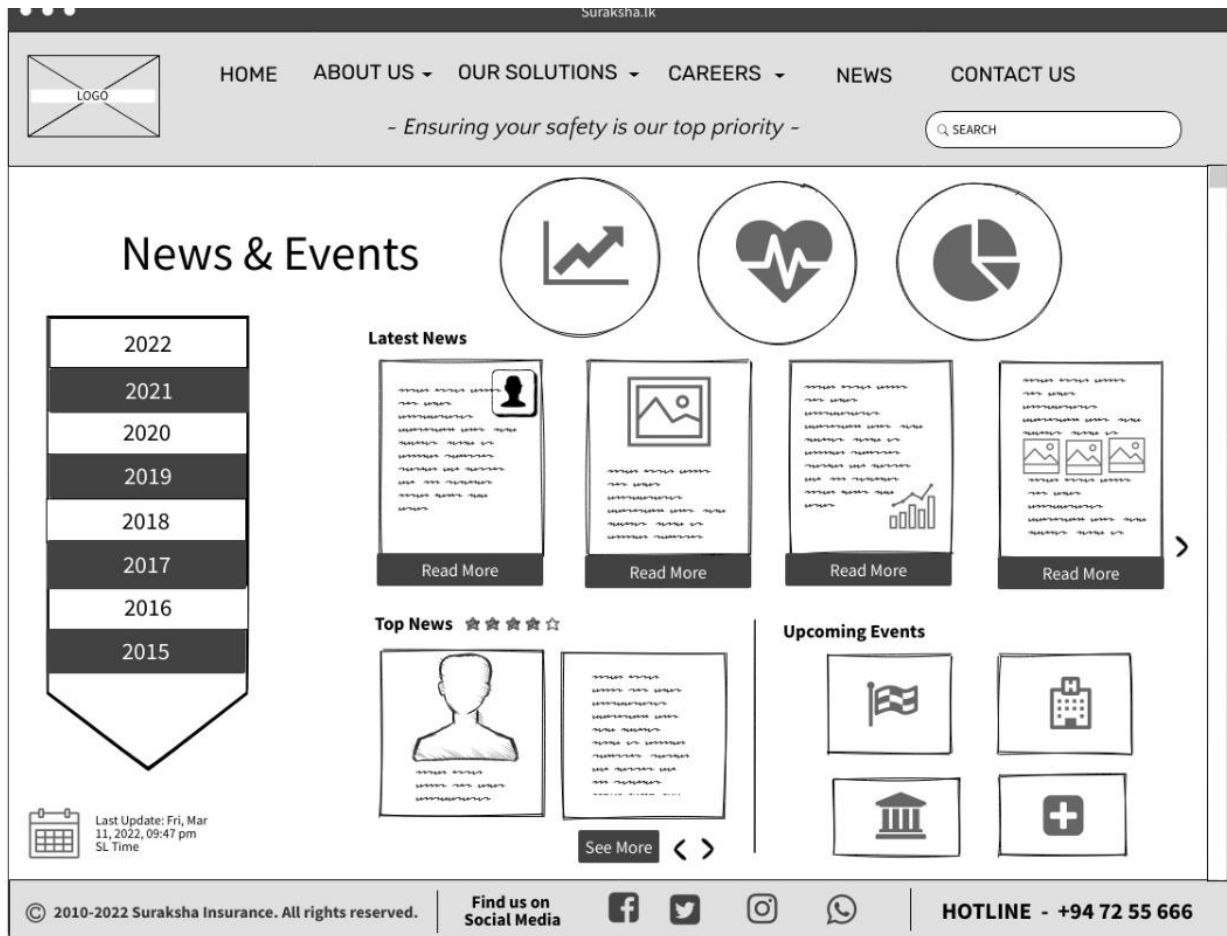 Suraksha.lk
LOGO
HOME
ABOUT US
OUR SOLUTIONS
CAREERS
NEWS
CONTACT US
- Ensuring your safety is our top priority -
SEARCH
News & Events
2022
2021
2020
2019
2018
2017
2016
2015
Last Update: Fri, Mar
11, 2022, 09:47 pm
SL Time
Latest News
Read More
Read More
Read More
Read More
Top News
See More
Upcoming Events
H
© 2010-2022 Suraksha Insurance. All rights reserved.
Find us on
Social Media
HOTLINE - +94 72 55 666